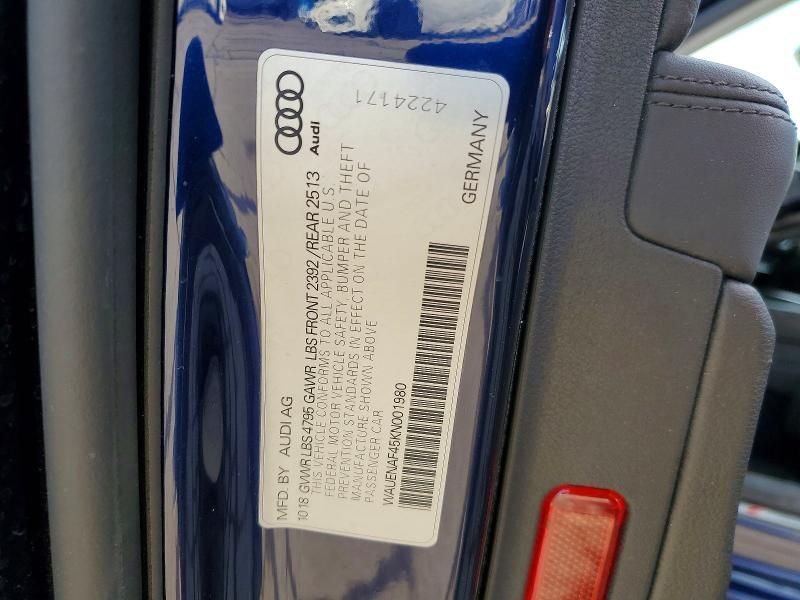 MFD. BY AUDI AG
Audi
10 18 GVWR LBS 4795 GAWR LBS FRONT 2392/REAR 2513
THIS VEHICLE CONFORMS TO ALL APPLICABLE U.S.
FEDERAL MOTOR VEHICLE SAFETY, BUMPER AND THEFT
PREVENTION STANDARDS IN EFFECT ON THE DATE OF
MANUFACTURE SHOWN ABOVE
PASSENGER CAR
WAUENAF45KN001980
GERMANY
4224171